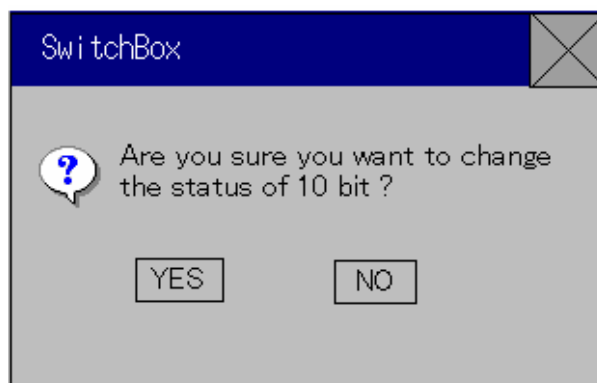 SwitchBox
?
Are you sure you want to change
the status of 10 bit ?
YES NO